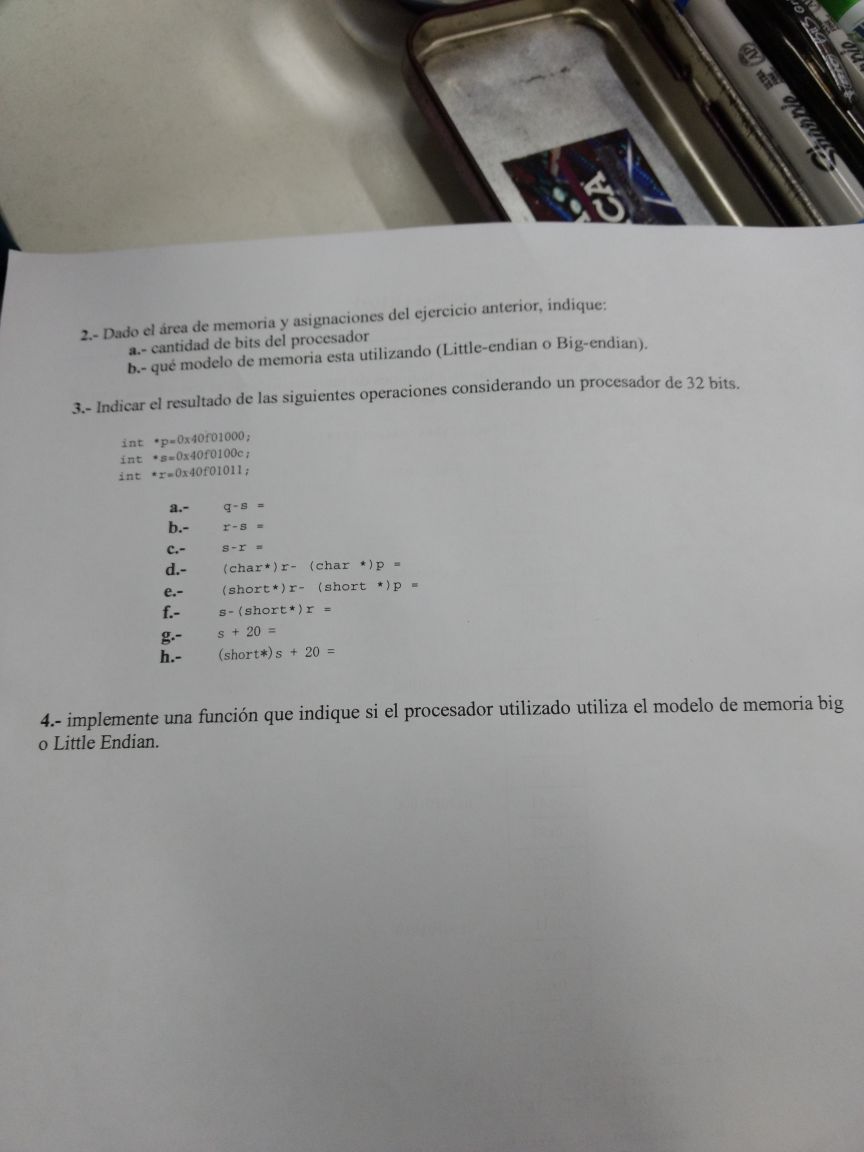 Sharpie
CA
2.- Dado el área de memoria y asignaciones del ejercicio anterior, indique:
a.- cantidad de bits del procesador
b.- qué modelo de memoria esta utilizando (Little-endian o Big-endian).
3.- Indicar el resultado de las siguientes operaciones considerando un procesador de 32 bits.
int *p=0x40f01000;
int *s=0x40f0100c;
int *r=0x40f01011;
a.- q-s =
b.- r-s =
c.- s-r =
d.- (char*)r- (char *)p =
e.- (short*)r- (short *)p =
f.- s-(short*)r =
g.- s + 20 =
h.- (short*)s + 20 =
4.- implemente una función que indique si el procesador utilizado utiliza el modelo de memoria big
o Little Endian.